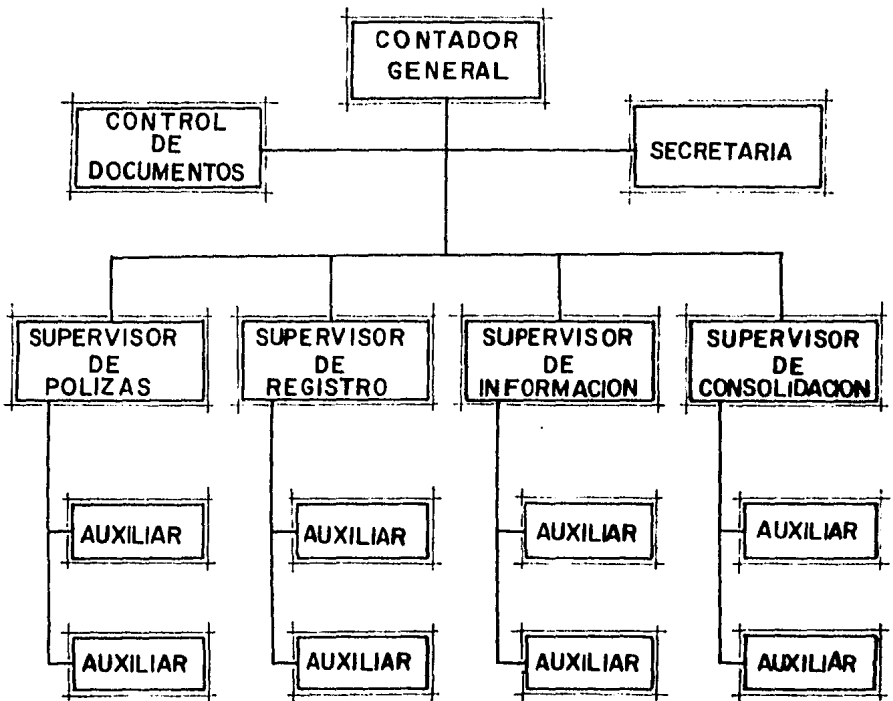 CONTADOR
GENERAL
CONTROL
DE
DOCUMENTOS
SECRETARIA
SUPERVISOR
DE
POLIZAS
SUPERVISOR
DE
REGISTRO
SUPERVISOR
DE
INFORMACION
SUPERVISOR
DE
CONSOLIDACION
AUXILIAR
AUXILIAR
AUXILIAR
AUXILIAR
AUXILIAR
AUXILIAR
AUXILIAR
AUXILIAR